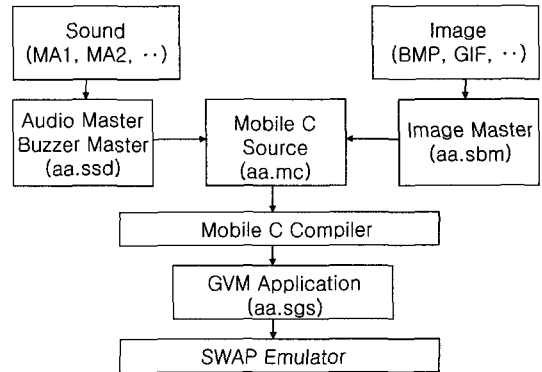 Sound
(MA1, MA2, ··)
Image
(BMP, GIF, ··)
Audio Master
Buzzer Master
(aa.ssd)
Mobile C
Source
(aa.mc)
Image Master
(aa.sbm)
Mobile C Compiler
GVM Application
(aa.sgs)
SWAP Emulator